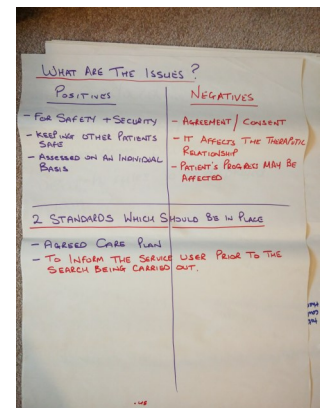 WHAT ARE THE ISSUES?
POSITIVES
- FOR SAFETY + SECURITY
- KEEPING OTHER PATIENTS
SAFE
- ASSESSED ON AN INDIVIDUAL
BASIS
NEGATIVES
- AGREEMENT / CONSENT
- IT AFFECTS THE THERAPUTIC
RELATIONSHIP
- PATIENT'S PROGRESS MAY BE
AFFECTED
2 STANDARDS WHICH SHOULD BE IN PLACE
- AGREED CARE PLAN
- TO INFORM THE SERVICE USER PRIOR TO THE
SEARCH BEING CARRIED OUT.